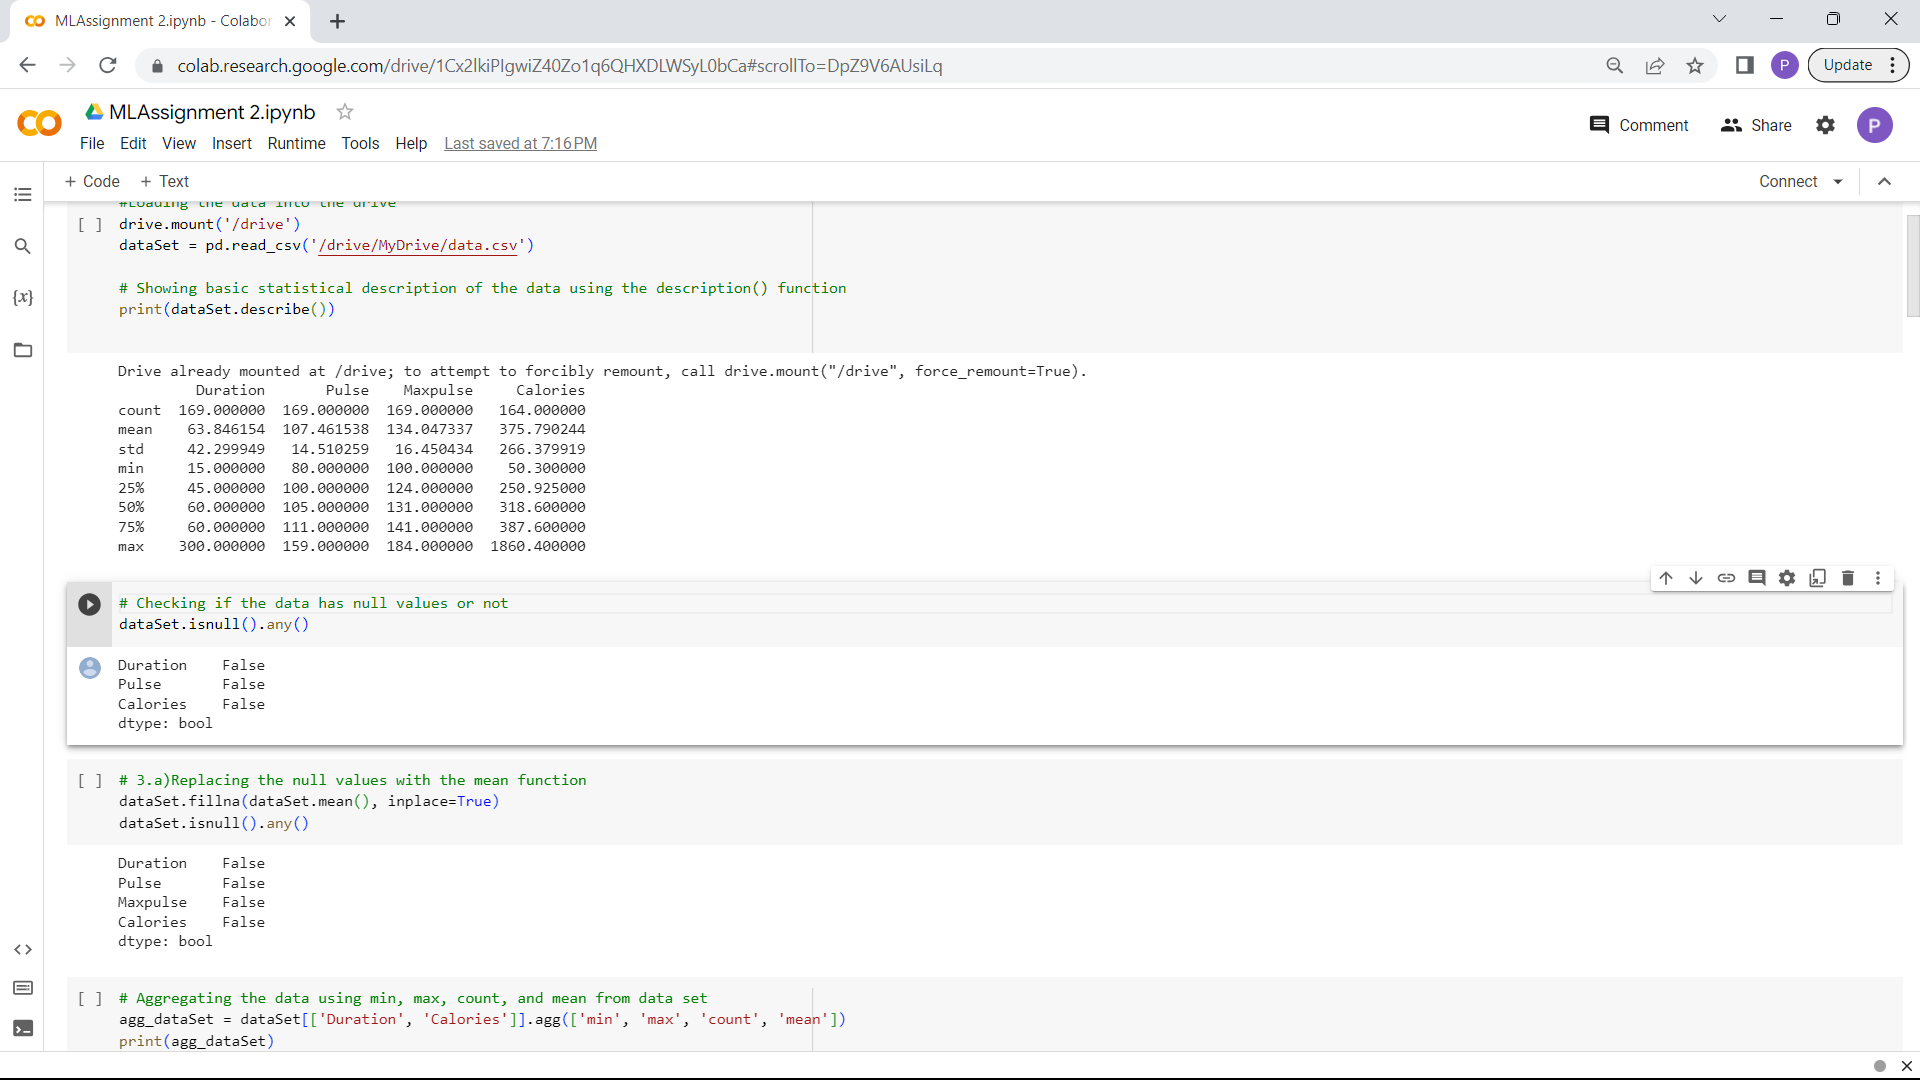 MLAssignment 2.ipynb - Colabor
colab.research.google.com/drive/1Cx2lkiPIgwiZ40Zo1q6QHXDLWSyL0bCa#scrollTo=DpZ9V6AUsiLq
P
Update
MLAssignment 2.ipynb
File Edit View Insert Runtime Tools Help Last saved at 7:16 PM
Comment Share P
+ Code + Text
Connect
#Loading the data into the drive
[ ] drive.mount('/drive')
dataSet = pd.read_csv('/drive/MyDrive/data.csv')
# Showing basic statistical description of the data using the description() function
print(dataSet.describe())
Drive already mounted at /drive; to attempt to forcibly remount, call drive.mount("/drive", force_remount=True).
Duration Pulse Maxpulse Calories
count 169.000000 169.000000 169.000000 164.000000
mean 63.846154 107.461538 134.047337 375.790244
std 42.299949 14.510259 16.450434 266.379919
min 15.000000 80.000000 100.000000 50.300000
25% 45.000000 100.000000 124.000000 250.925000
50% 60.000000 105.000000 131.000000 318.600000
75% 60.000000 111.000000 141.000000 387.600000
max 300.000000 159.000000 184.000000 1860.400000
# Checking if the data has null values or not
dataSet.isnull().any()
Duration False
Pulse False
Calories False
dtype: bool
[ ] # 3.a)Replacing the null values with the mean function
dataSet.fillna(dataSet.mean(), inplace=True)
dataSet.isnull().any()
Duration False
Pulse False
Maxpulse False
Calories False
dtype: bool
[ ] # Aggregating the data using min, max, count, and mean from data set
agg_dataSet = dataSet[['Duration', 'Calories']].agg(['min', 'max', 'count', 'mean'])
print(agg_dataSet)